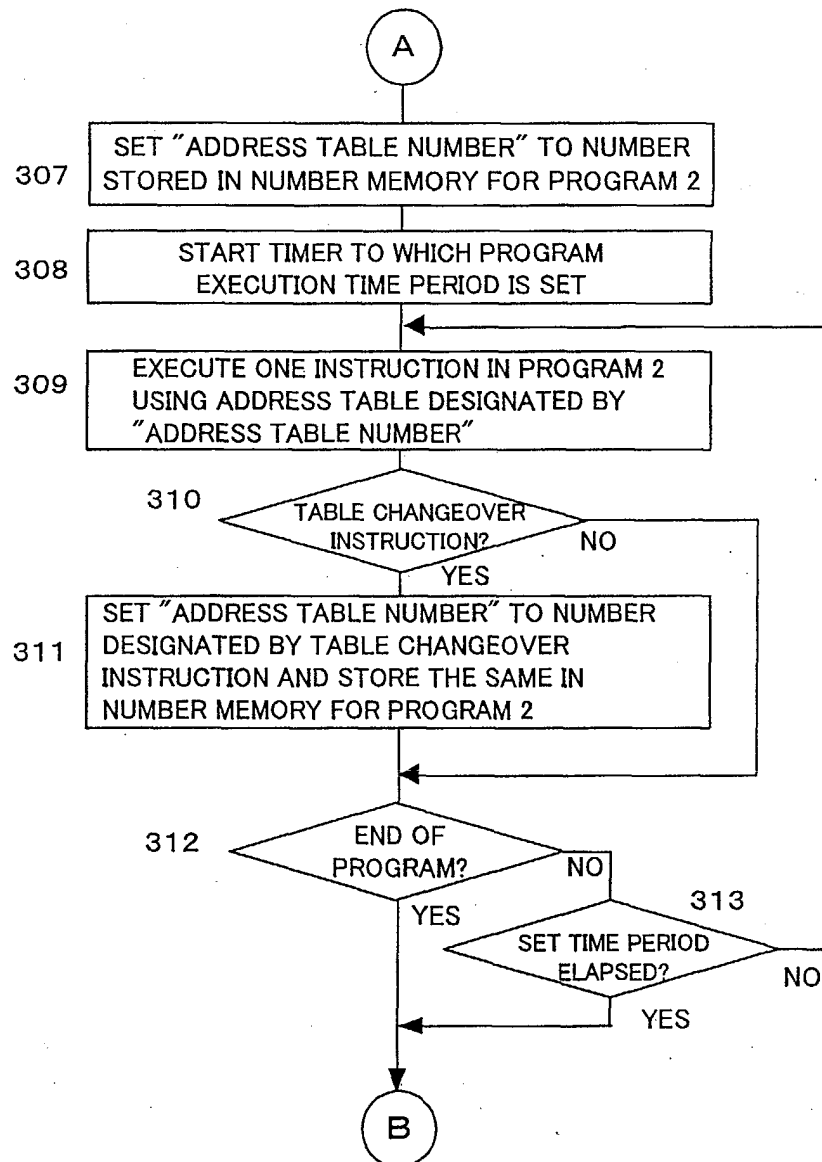 A
307
SET "ADDRESS TABLE NUMBER" TO NUMBER
STORED IN NUMBER MEMORY FOR PROGRAM 2
308
START TIMER TO WHICH PROGRAM
EXECUTION TIME PERIOD IS SET
309
EXECUTE ONE INSTRUCTION IN PROGRAM 2
USING ADDRESS TABLE DESIGNATED BY
"ADDRESS TABLE NUMBER"
310
TABLE CHANGEOVER
INSTRUCTION?
NO
YES
311
SET "ADDRESS TABLE NUMBER" TO NUMBER
DESIGNATED BY TABLE CHANGEOVER
INSTRUCTION AND STORE THE SAME IN
NUMBER MEMORY FOR PROGRAM 2
312
END OF
PROGRAM?
NO
YES
313
SET TIME PERIOD
ELAPSED?
NO
YES
B